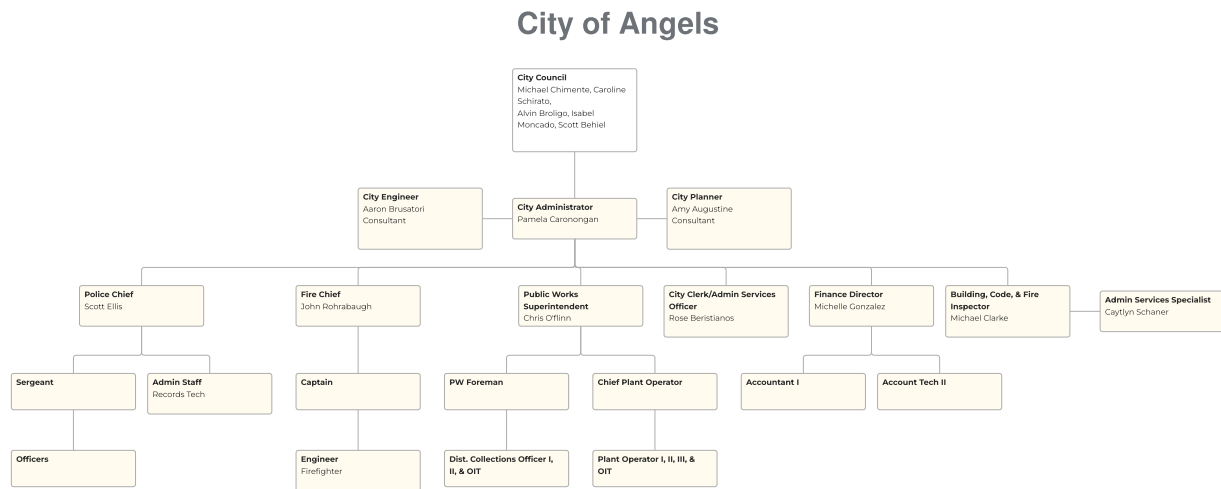 City of Angels
City Council
Michael Chimente, Caroline
Schirato,
Alvin Broligo, Isabel
Moncado, Scott Behiel
City Engineer
Aaron Brusatori
Consultant
City Administrator
Pamela Caronongan
City Planner
Amy Augustine
Consultant
Police Chief
Scott Ellis
Fire Chief
John Rohrabaugh
Public Works
Superintendent
Chris O'flinn
City Clerk/Admin Services
Officer
Rose Beristianos
Finance Director
Michelle Gonzalez
Building, Code, & Fire
Inspector
Michael Clarke
Admin Services Specialist
Caytlyn Schaner
Sergeant
Admin Staff
Records Tech
Captain
PW Foreman
Chief Plant Operator
Accountant I
Account Tech II
Officers
Engineer
Firefighter
Dist. Collections Officer I,
II, & OIT
Plant Operator I, II, III, &
OIT